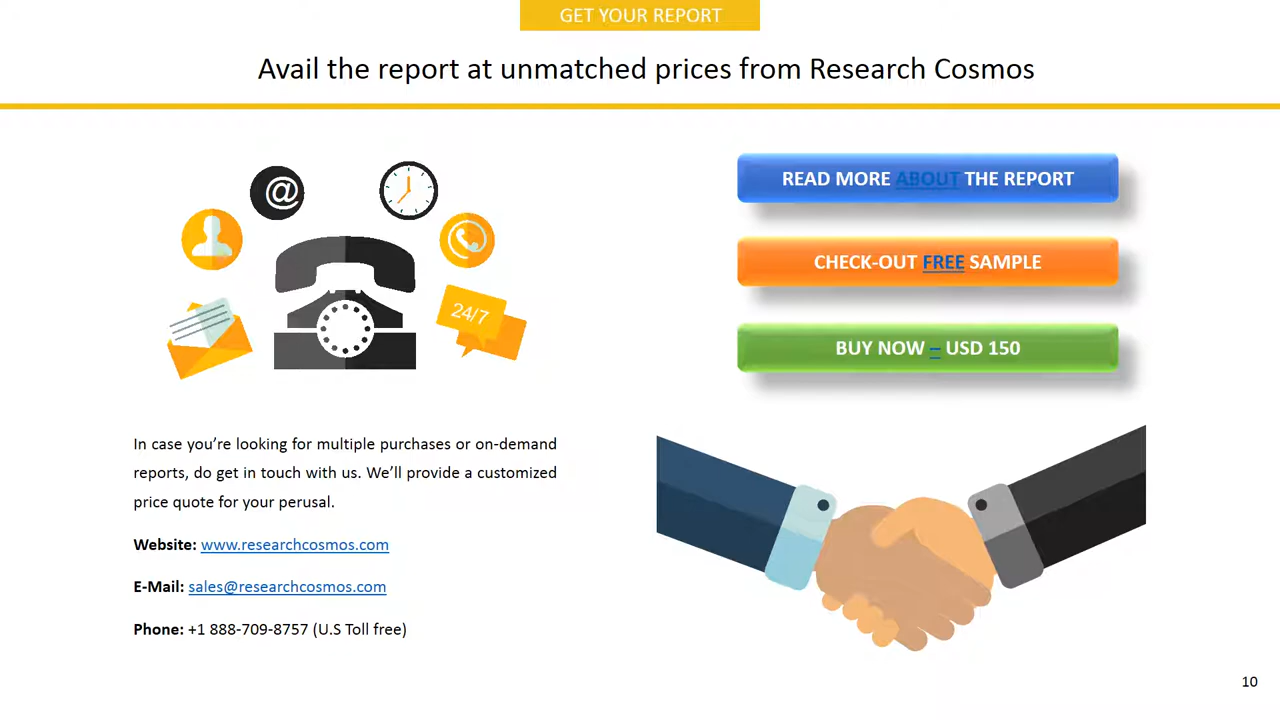 GET YOUR REPORT
Avail the report at unmatched prices from Research Cosmos
@
24/7
READ MORE ABOUT THE REPORT
CHECK-OUT FREE SAMPLE
BUY NOW – USD 150
In case you’re looking for multiple purchases or on-demand
reports, do get in touch with us. We’ll provide a customized
price quote for your perusal.
Website: www.researchcosmos.com
E-Mail: sales@researchcosmos.com
Phone: +1 888-709-8757 (U.S Toll free)
10